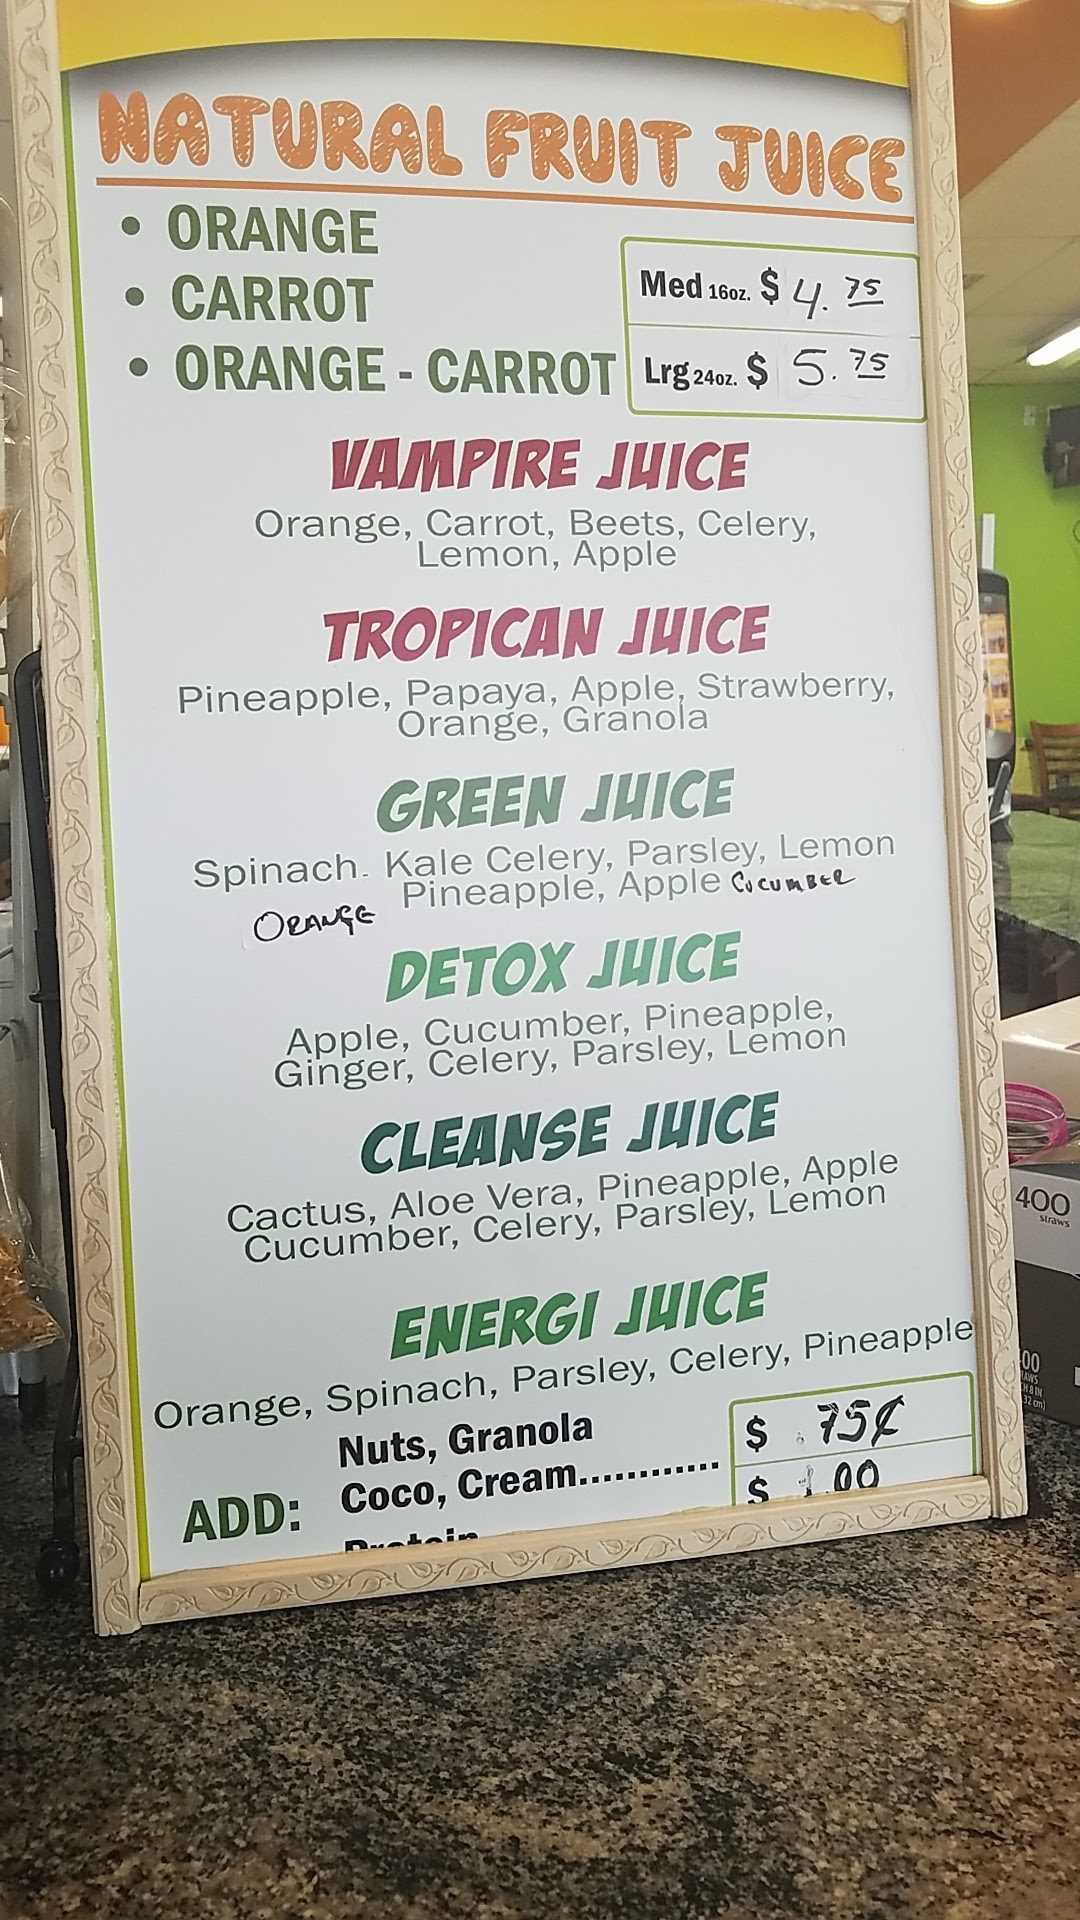 NATURAL FRUIT JUICE
• ORANGE
• CARROT
• ORANGE - CARROT
Med 16oz. $ 4.75
Lrg 24oz. $ 5.75
VAMPIRE JUICE
Orange, Carrot, Beets, Celery,
Lemon, Apple
TROPICAN JUICE
Pineapple, Papaya, Apple, Strawberry,
Orange, Granola
GREEN JUICE
Spinach. Kale Celery, Parsley, Lemon
Pineapple, Apple CUCUMBER
ORANGE
DETOX JUICE
Apple, Cucumber, Pineapple,
Ginger, Celery, Parsley, Lemon
CLEANSE JUICE
Cactus, Aloe Vera, Pineapple, Apple
Cucumber, Celery, Parsley, Lemon
ENERGI JUICE
Orange, Spinach, Parsley, Celery, Pineapple
ADD:
Nuts, Granola
Coco, Cream............
Protein
$ .75¢
$ 1.00
400
straws